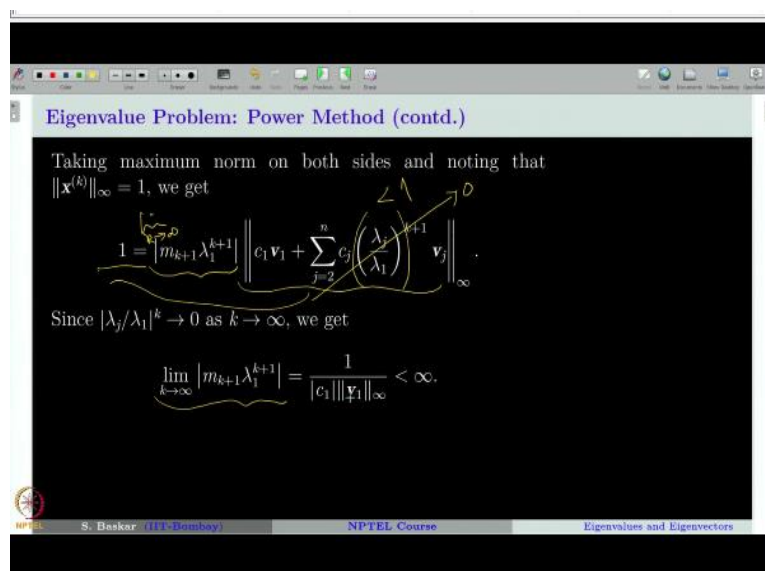 Eigenvalue Problem: Power Method (contd.)
Taking maximum norm on both sides and noting that
‖x^{(k)}‖_∞ = 1, we get
< 1 → 0
lim k→∞
1 = |m_{k+1} λ_1^{k+1}| ‖c_1 v_1 + ∑_{j=2}^{n} c_j (λ_j/λ_1)^{k+1} v_j‖_∞ .
Since |λ_j/λ_1|^k → 0 as k → ∞, we get
lim_{k→∞} |m_{k+1} λ_1^{k+1}| = 1/(|c_1|‖v_1‖_∞) < ∞.
NPTEL
S. Baskar (IIT-Bombay) NPTEL Course Eigenvalues and Eigenvectors